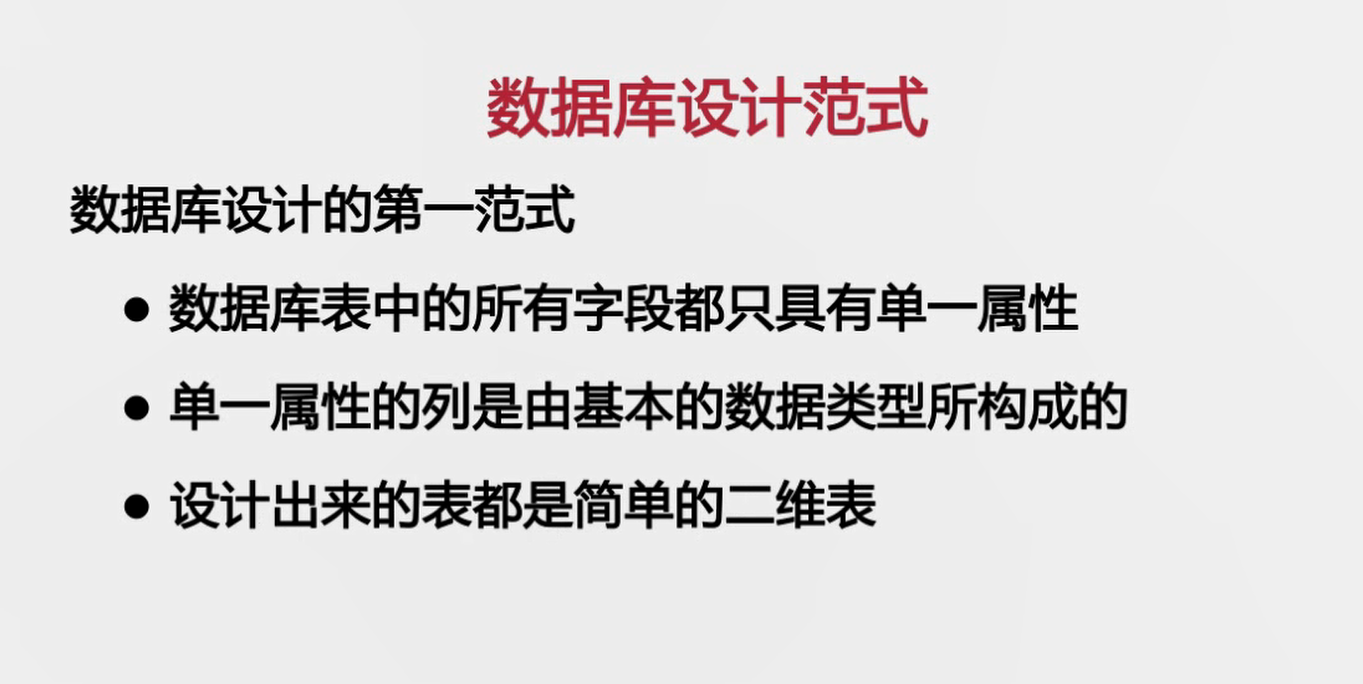 数据库设计范式
数据库设计的第一范式
● 数据库表中的所有字段都只具有单一属性
● 单一属性的列是由基本的数据类型所构成的
● 设计出来的表都是简单的二维表